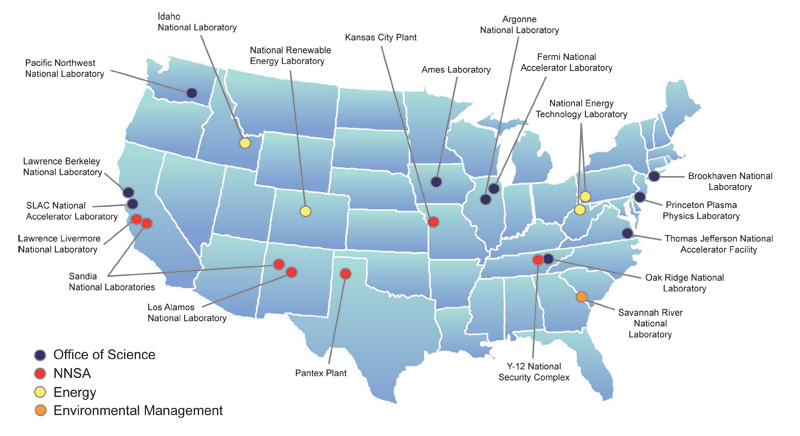 Idaho
National Laboratory
Pacific Northwest
National Laboratory
National Renewable
Energy Laboratory
Kansas City Plant
Ames Laboratory
Argonne
National Laboratory
Fermi National
Accelerator Laboratory
National Energy
Technology Laboratory
Lawrence Berkeley
National Laboratory
SLAC National
Accelerator Laboratory
Lawrence Livermore
National Laboratory
Sandia
National Laboratories
Los Alamos
National Laboratory
Pantex Plant
Brookhaven National
Laboratory
Princeton Plasma
Physics Laboratory
Thomas Jefferson National
Accelerator Facility
Oak Ridge National
Laboratory
Savannah River
National
Laboratory
Y-12 National
Security Complex
Office of Science
NNSA
Energy
Environmental Management